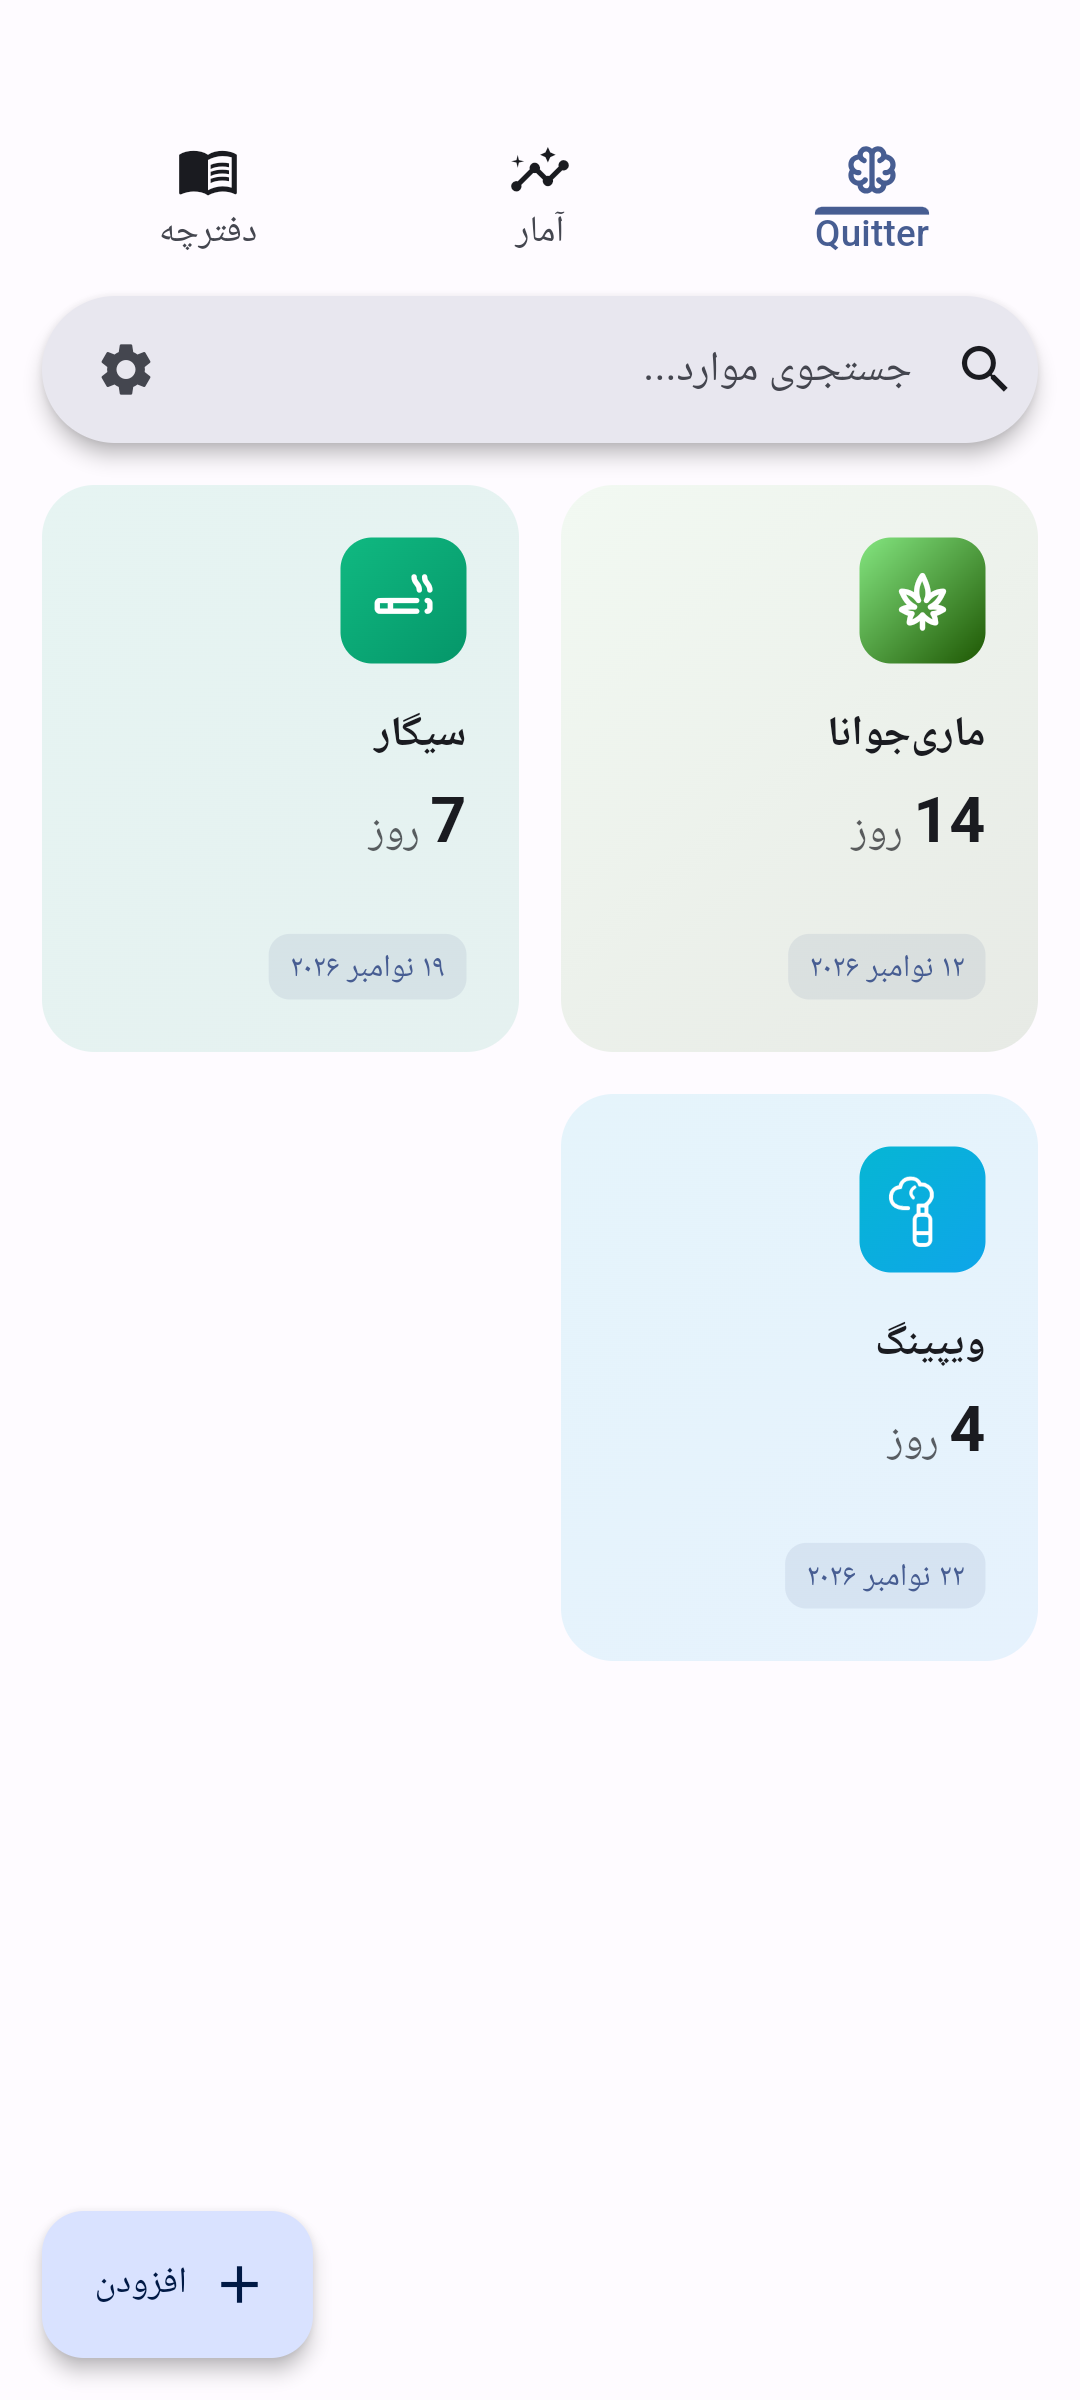 Quitter
آمار
دفترچه
جستجوی موارد...
ماری‌جوانا
14 روز
۱۲ نوامبر ۲۰۲۶
سیگار
7 روز
۱۹ نوامبر ۲۰۲۶
ویپینگ
4 روز
۲۲ نوامبر ۲۰۲۶
افزودن